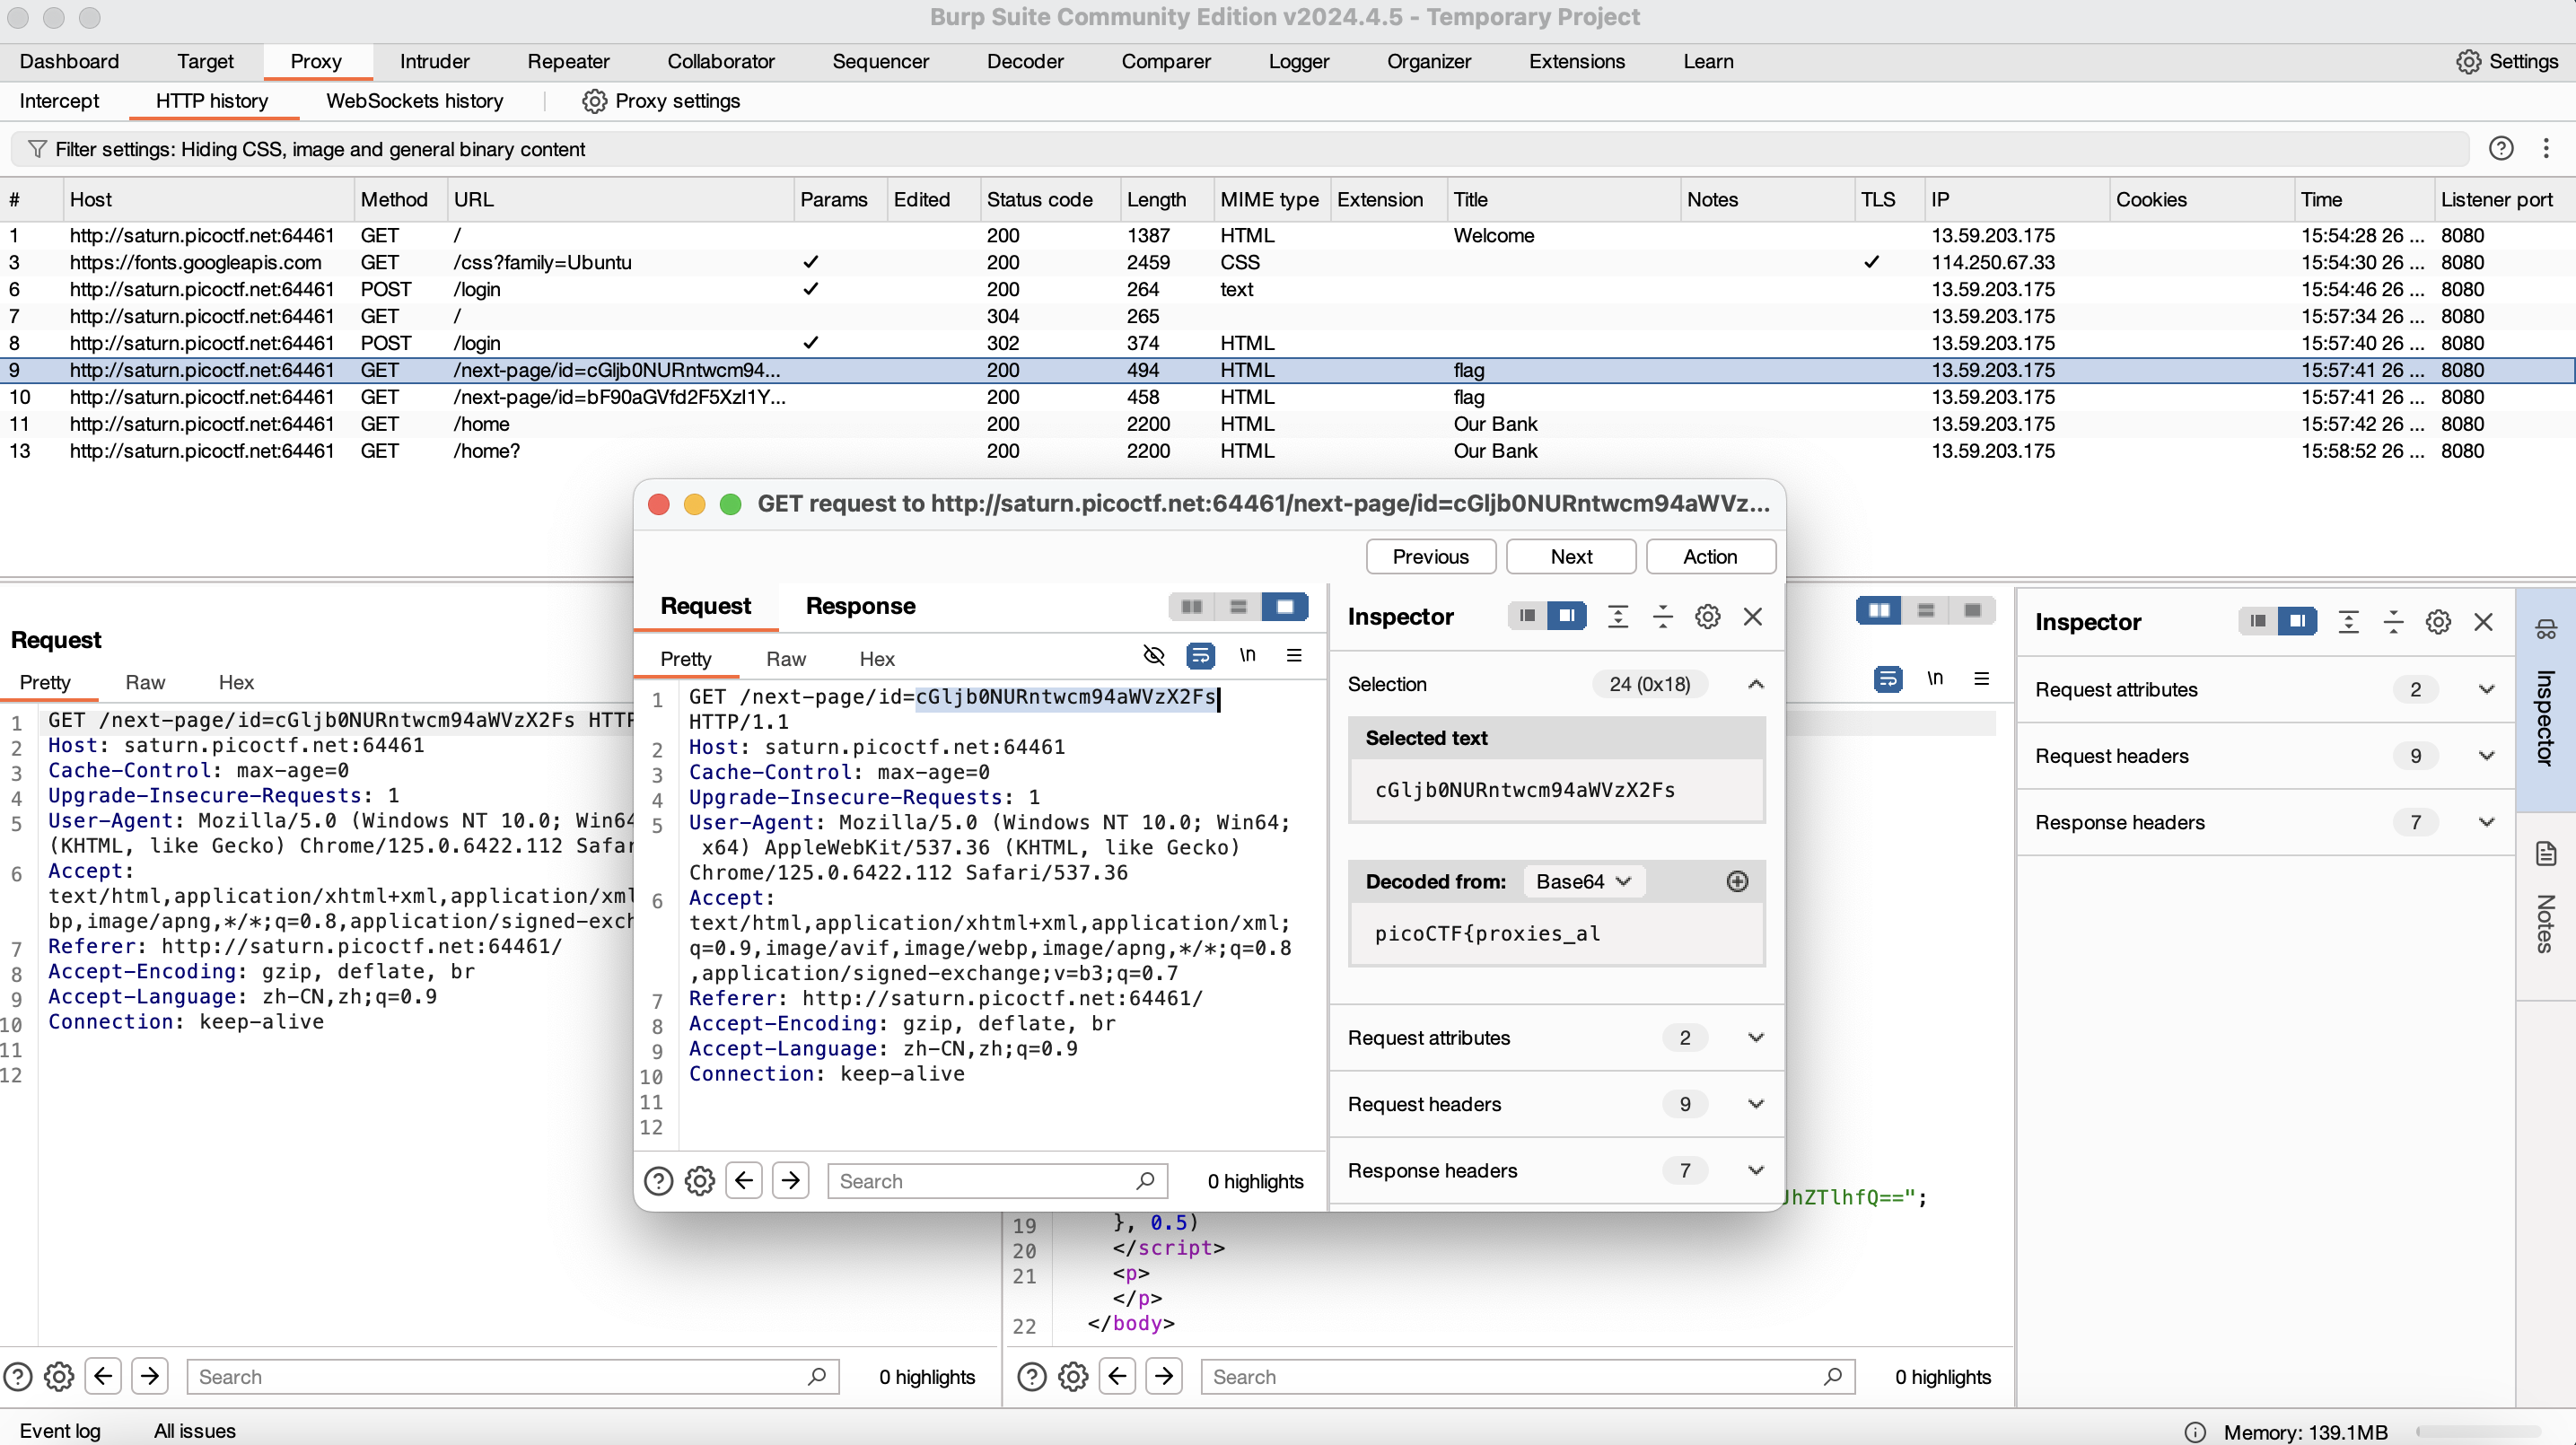 Burp Suite Community Edition v2024.4.5 - Temporary Project
Dashboard Target Proxy Intruder Repeater Collaborator Sequencer Decoder Comparer Logger Organizer Extensions Learn Settings
Intercept HTTP history WebSockets history Proxy settings
Filter settings: Hiding CSS, image and general binary content
# Host Method URL Params Edited Status code Length MIME type Extension Title Notes TLS IP Cookies Time Listener port
1 http://saturn.picoctf.net:64461 GET / 200 1387 HTML Welcome 13.59.203.175 15:54:28 26 ... 8080
3 https://fonts.googleapis.com GET /css?family=Ubuntu ✓ 200 2459 CSS ✓ 114.250.67.33 15:54:30 26 ... 8080
6 http://saturn.picoctf.net:64461 POST /login ✓ 200 264 text 13.59.203.175 15:54:46 26 ... 8080
7 http://saturn.picoctf.net:64461 GET / 304 265 13.59.203.175 15:57:34 26 ... 8080
8 http://saturn.picoctf.net:64461 POST /login ✓ 302 374 HTML 13.59.203.175 15:57:40 26 ... 8080
9 http://saturn.picoctf.net:64461 GET /next-page/id=cGljb0NURntwcm94... 200 494 HTML flag 13.59.203.175 15:57:41 26 ... 8080
10 http://saturn.picoctf.net:64461 GET /next-page/id=bF90aGVfd2F5XzI1Y... 200 458 HTML flag 13.59.203.175 15:57:41 26 ... 8080
11 http://saturn.picoctf.net:64461 GET /home 200 2200 HTML Our Bank 13.59.203.175 15:57:42 26 ... 8080
13 http://saturn.picoctf.net:64461 GET /home? 200 2200 HTML Our Bank 13.59.203.175 15:58:52 26 ... 8080
GET request to http://saturn.picoctf.net:64461/next-page/id=cGljb0NURntwcm94aWVz...
Previous Next Action
Request Response
Pretty Raw Hex \n
1 GET /next-page/id=cGljb0NURntwcm94aWVzX2Fs
HTTP/1.1
2 Host: saturn.picoctf.net:64461
3 Cache-Control: max-age=0
4 Upgrade-Insecure-Requests: 1
5 User-Agent: Mozilla/5.0 (Windows NT 10.0; Win64;
x64) AppleWebKit/537.36 (KHTML, like Gecko)
Chrome/125.0.6422.112 Safari/537.36
6 Accept:
text/html,application/xhtml+xml,application/xml;
q=0.9,image/avif,image/webp,image/apng,*/*;q=0.8
,application/signed-exchange;v=b3;q=0.7
7 Referer: http://saturn.picoctf.net:64461/
8 Accept-Encoding: gzip, deflate, br
9 Accept-Language: zh-CN,zh;q=0.9
10 Connection: keep-alive
11
12
Search 0 highlights
Inspector
Selection 24 (0x18)
Selected text
cGljb0NURntwcm94aWVzX2Fs
Decoded from: Base64
picoCTF{proxies_al
Request attributes 2
Request headers 9
Response headers 7
Request
Pretty Raw Hex
1 GET /next-page/id=cGljb0NURntwcm94aWVzX2Fs HTTP
2 Host: saturn.picoctf.net:64461
3 Cache-Control: max-age=0
4 Upgrade-Insecure-Requests: 1
5 User-Agent: Mozilla/5.0 (Windows NT 10.0; Win64
(KHTML, like Gecko) Chrome/125.0.6422.112 Safar
6 Accept:
text/html,application/xhtml+xml,application/xml
bp,image/apng,*/*;q=0.8,application/signed-exch
7 Referer: http://saturn.picoctf.net:64461/
8 Accept-Encoding: gzip, deflate, br
9 Accept-Language: zh-CN,zh;q=0.9
10 Connection: keep-alive
11
12
Search 0 highlights
\n
JhZTlhfQ==";
19 }, 0.5)
20 </script>
21 <p>
</p>
22 </body>
Search 0 highlights
Inspector
Request attributes 2
Request headers 9
Response headers 7
Inspector
Notes
Event log All issues
Memory: 139.1MB